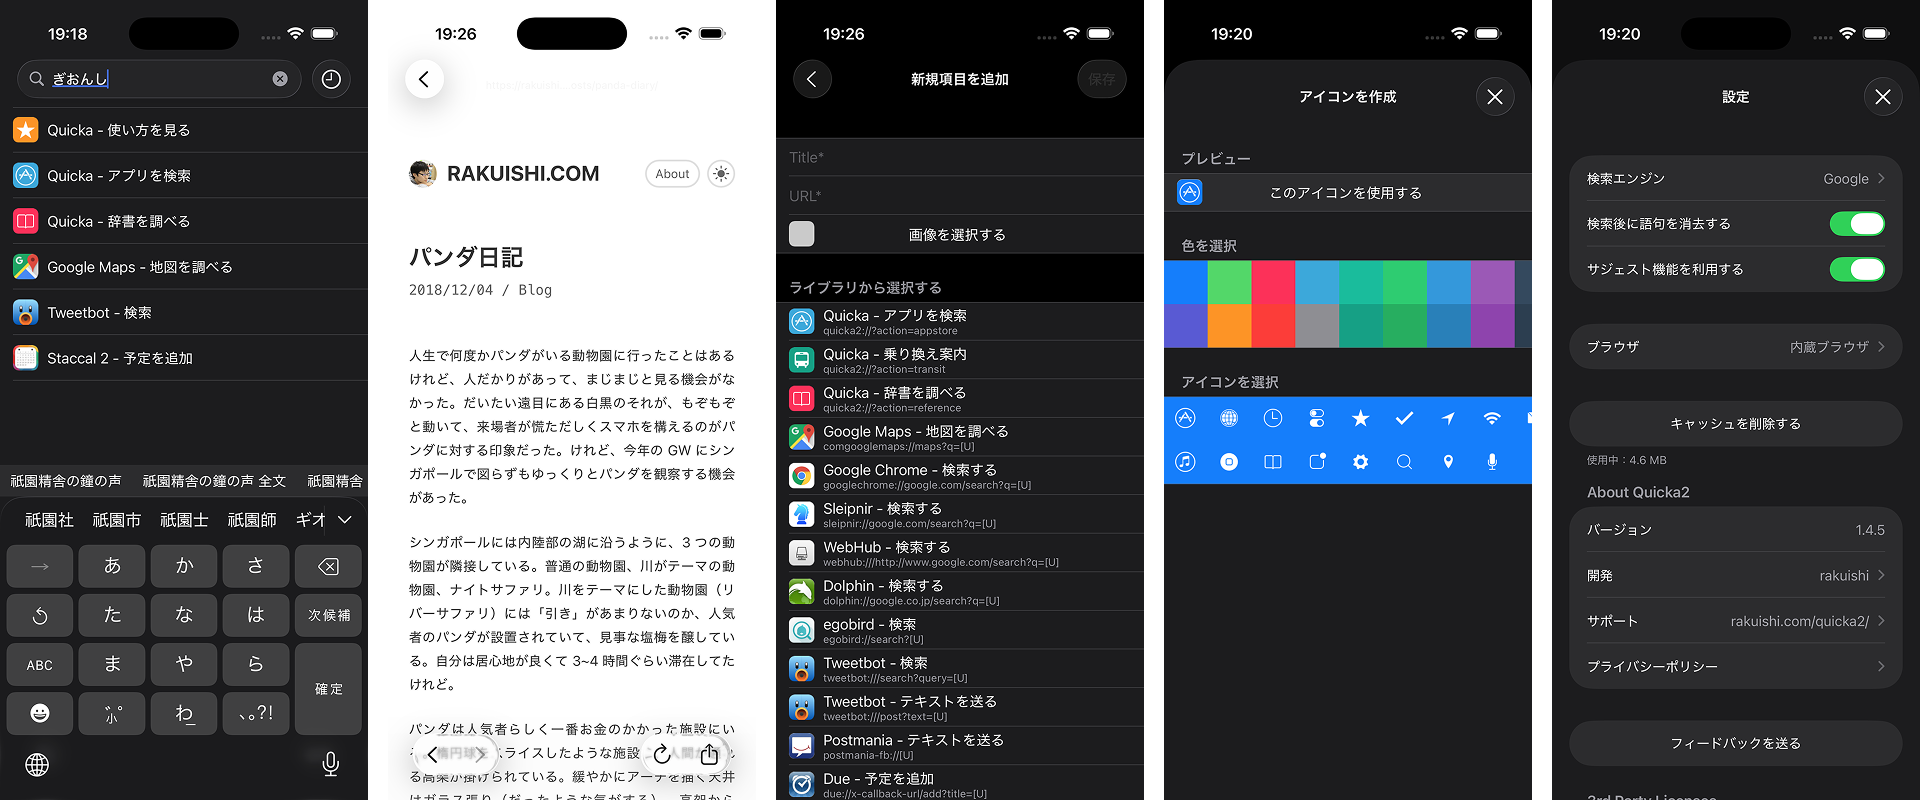 19:18
ぎおんし
Quicka - 使い方を見る
Quicka - アプリを検索
Quicka - 辞書を調べる
Google Maps - 地図を調べる
Tweetbot - 検索
Staccal 2 - 予定を追加
祇園精舎の鐘の声 祇園精舎の鐘の声 全文 祇園精舎
祇園社 祇園市 祇園士 祇園師 ギオ
→ あ か さ
た な は 次候補
ABC ま や ら
確定
わ_ ､｡?!
19:26
RAKUISHI.COM About
パンダ日記
2018/12/04 / Blog
人生で何度かパンダがいる動物園に行ったことはある
けれど、人だかりがあって、まじまじと見る機会がな
かった。だいたい遠目にある白黒のそれが、もぞもぞ
と動いて、来場者が慌ただしくスマホを構えるのがパ
ンダに対する印象だった。けれど、今年の GW にシン
ガポールで図らずもゆっくりとパンダを観察する機会
があった。
シンガポールには内陸部の湖に沿うように、3 つの動
物園が隣接している。普通の動物園、川がテーマの動
物園、ナイトサファリ。川をテーマにした動物園（リ
バーサファリ）には「引き」があまりないのか、人気
者のパンダが設置されていて、見事な塩梅を醸してい
る。自分は居心地が良くて 3~4 時間ぐらい滞在してた
けれど。
パンダは人気者らしく一番お金のかかった施設にい
楕円球を スライスしたような施設 人間が
る高架が掛けられている。緩やかにアーチを描く天井
はガラス張り（だったような気がする）。高架から
19:26
新規項目を追加 保存
Title*
URL*
画像を選択する
ライブラリから選択する
Quicka - アプリを検索
quicka2://?action=appstore
Quicka - 乗り換え案内
quicka2://?action=transit
Quicka - 辞書を調べる
quicka2://?action=reference
Google Maps - 地図を調べる
comgooglemaps://maps?q=[U]
Google Chrome - 検索する
googlechrome://google.com/search?q=[U]
Sleipnir - 検索する
sleipnir://google.com/search?q=[U]
WebHub - 検索する
webhub:///http://www.google.com/search?q=[U]
Dolphin - 検索する
dolphin://google.co.jp/search?q=[U]
egobird - 検索
egobird://search?[U]
Tweetbot - 検索
tweetbot:///search?query=[U]
Tweetbot - テキストを送る
tweetbot:///post?text=[U]
Postmania - テキストを送る
postmania-fb://[U]
Due - 予定を追加
due://x-callback-url/add?title=[U]
19:20
アイコンを作成
プレビュー
このアイコンを使用する
色を選択
アイコンを選択
19:20
設定
検索エンジン Google
検索後に語句を消去する
サジェスト機能を利用する
ブラウザ 内蔵ブラウザ
キャッシュを削除する
使用中：4.6 MB
About Quicka2
バージョン 1.4.5
開発 rakuishi
サポート rakuishi.com/quicka2/
プライバシーポリシー
フィードバックを送る
3rd Party Licenses